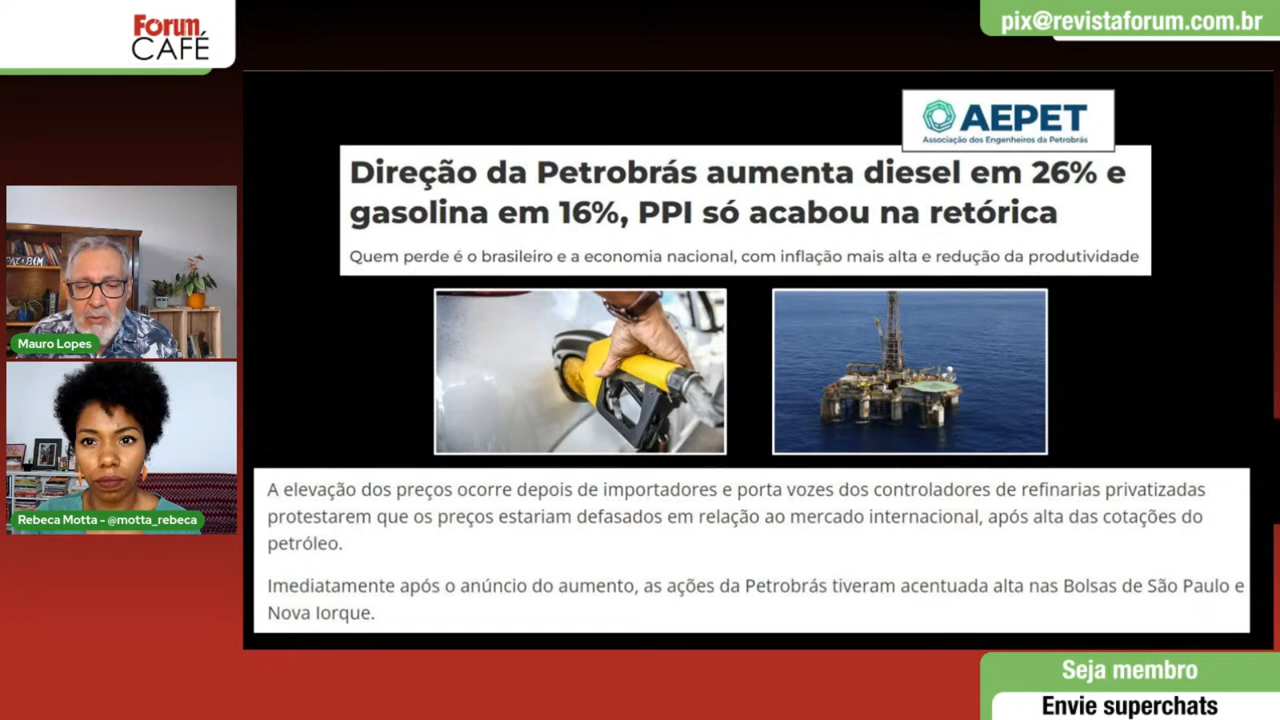 Forum
CAFÉ
pix@revistaforum.com.br
AEPET
Associação dos Engenheiros da Petrobrás
Direção da Petrobrás aumenta diesel em 26% e
gasolina em 16%, PPI só acabou na retórica
Quem perde é o brasileiro e a economia nacional, com inflação mais alta e redução da produtividade
Mauro Lopes
Rebeca Motta - @motta_rebeca
A elevação dos preços ocorre depois de importadores e porta vozes dos controladores de refinarias privatizadas
protestarem que os preços estariam defasados em relação ao mercado internacional, após alta das cotações do
petróleo.
Imediatamente após o anúncio do aumento, as ações da Petrobrás tiveram acentuada alta nas Bolsas de São Paulo e
Nova Iorque.
Seja membro
Envie superchats